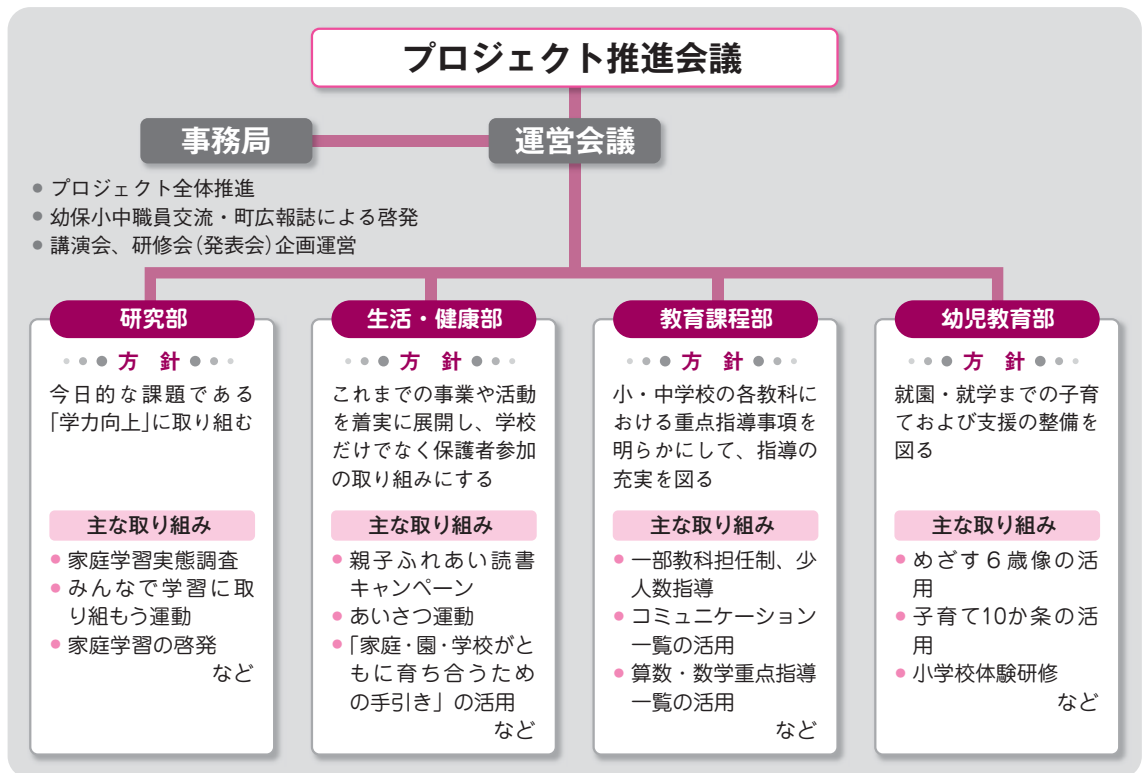 プロジェクト推進会議
事務局
運営会議
● プロジェクト全体推進
● 幼保小中職員交流・町広報誌による啓発
● 講演会、研修会(発表会)企画運営
研究部
方 針
今日的な課題である
「学力向上」に取り組む
主な取り組み
● 家庭学習実態調査
● みんなで学習に取
り組もう運動
● 家庭学習の啓発
など
生活・健康部
方 針
これまでの事業や活動
を着実に展開し、学校
だけでなく保護者参加
の取り組みにする
主な取り組み
● 親子ふれあい読書
キャンペーン
● あいさつ運動
● 「家庭・園・学校がと
もに育ち合うため
の手引き」の活用
など
教育課程部
方 針
小・中学校の各教科に
おける重点指導事項を
明らかにして、指導の
充実を図る
主な取り組み
● 一部教科担任制、少
人数指導
● コミュニケーション
一覧の活用
● 算数・数学重点指導
一覧の活用
など
幼児教育部
方 針
就園・就学までの子育
ておよび支援の整備を
図る
主な取り組み
● めざす6歳像の活
用
● 子育て10か条の活
用
● 小学校体験研修
など